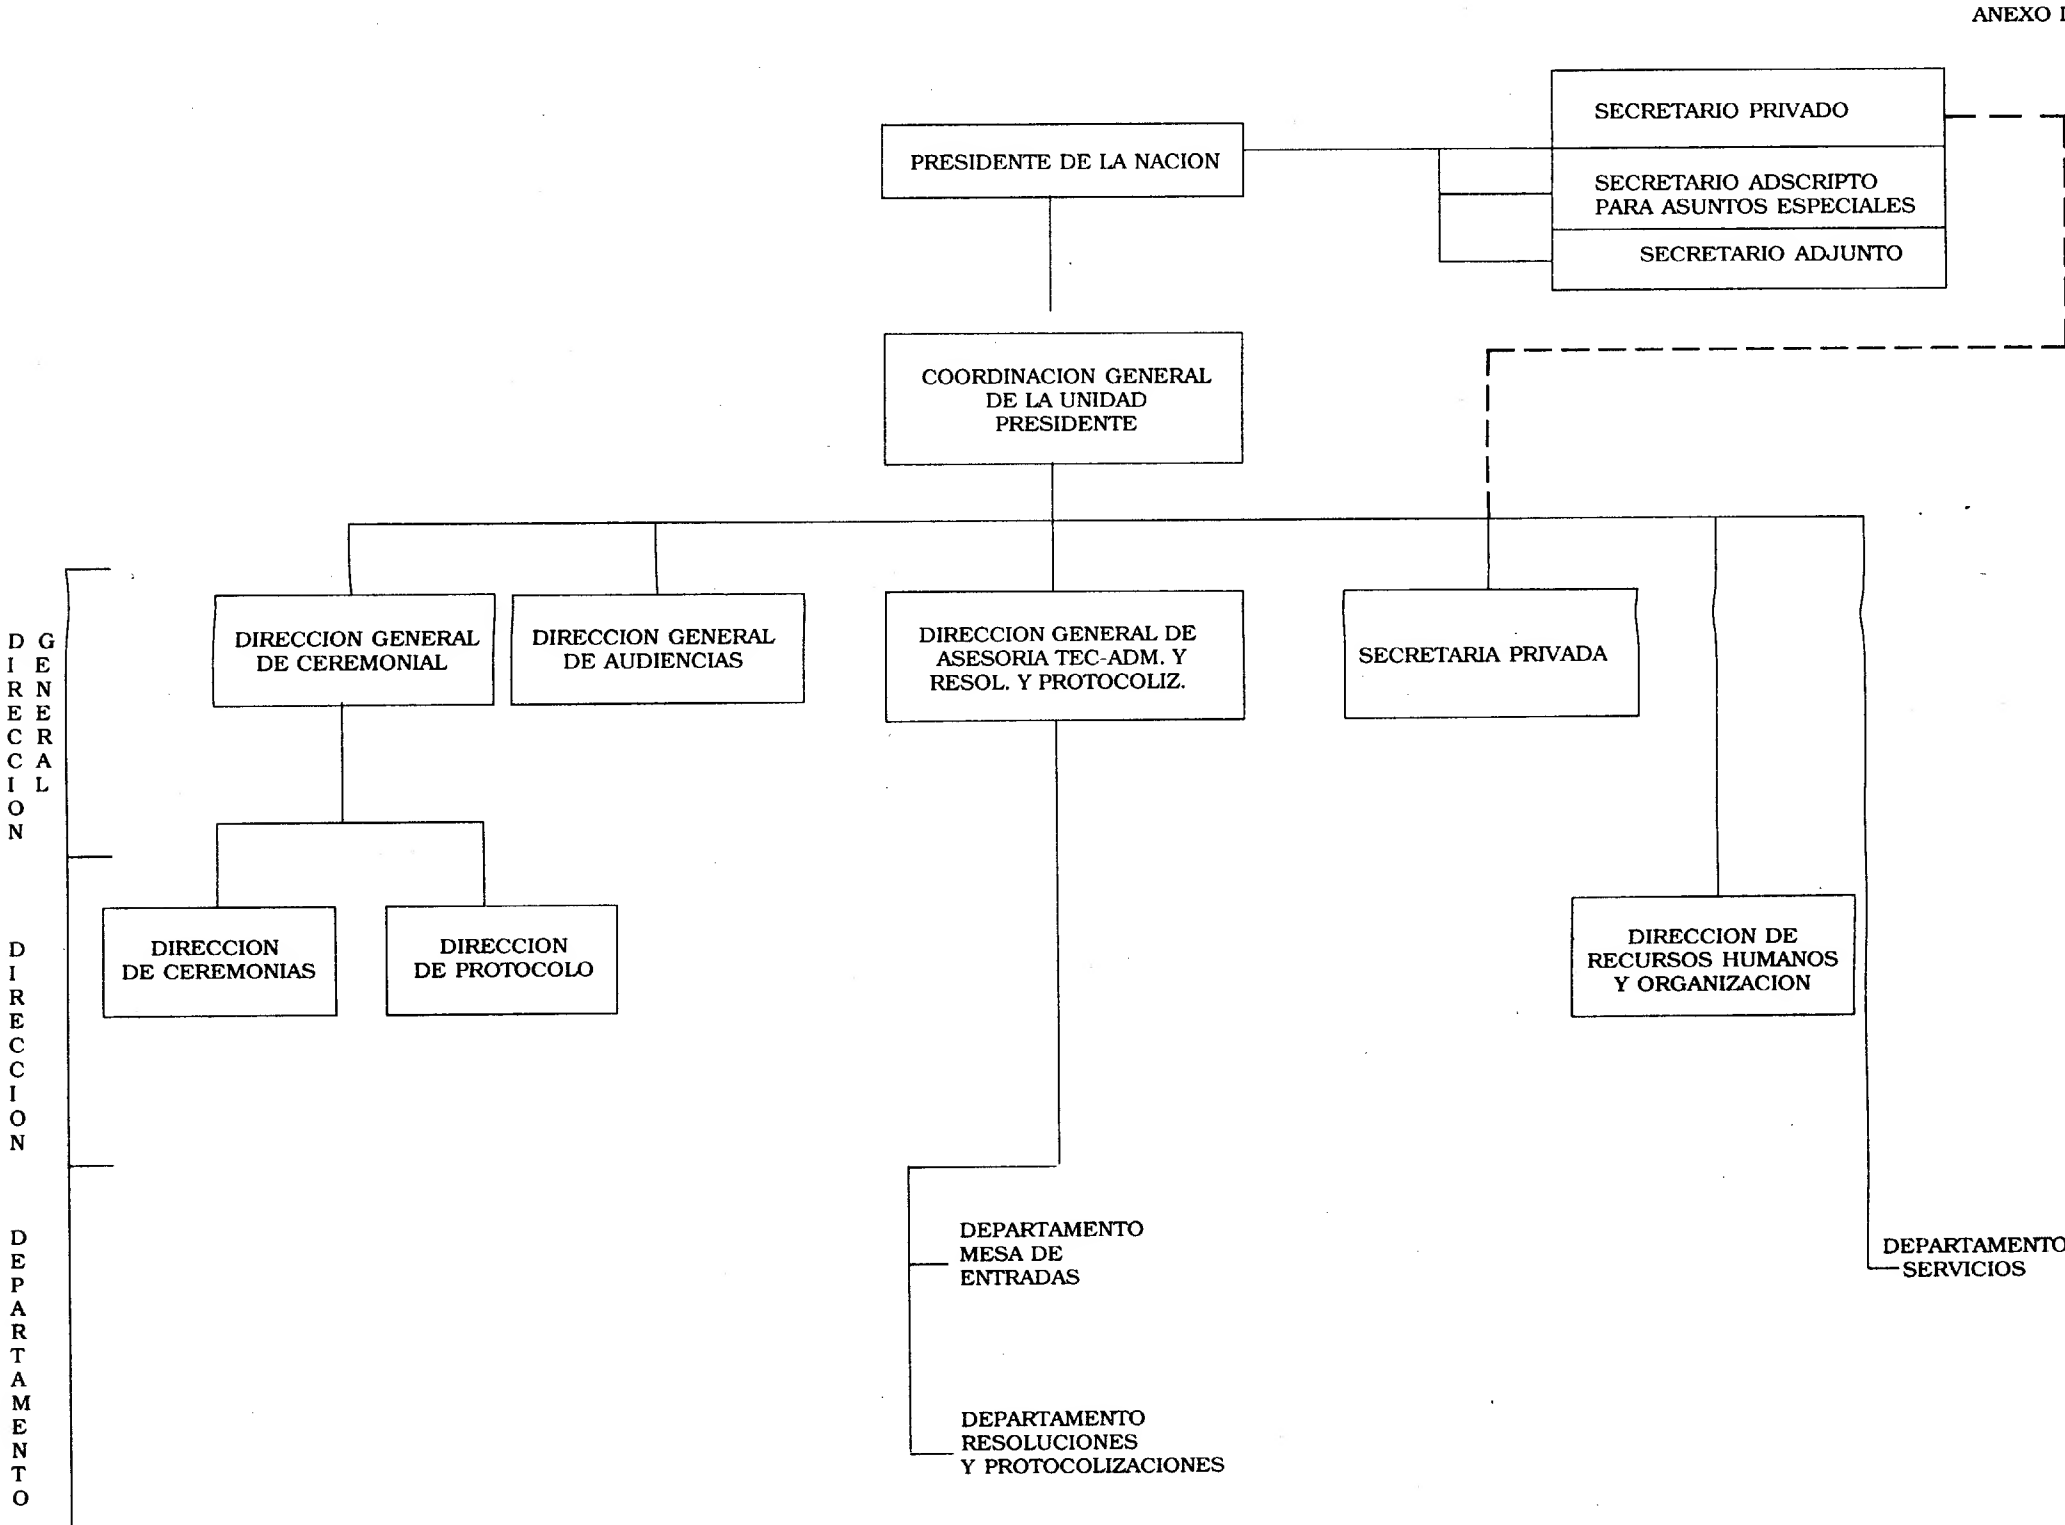 ANEXO I
SECRETARIO PRIVADO
PRESIDENTE DE LA NACION
SECRETARIO ADSCRIPTO
PARA ASUNTOS ESPECIALES
SECRETARIO ADJUNTO
COORDINACION GENERAL
DE LA UNIDAD
PRESIDENTE
DIRECCION
GENERAL
DIRECCION GENERAL
DE CEREMONIAL
DIRECCION GENERAL
DE AUDIENCIAS
DIRECCION GENERAL DE
ASESORIA TEC-ADM. Y
RESOL. Y PROTOCOLIZ.
SECRETARIA PRIVADA
DIRECCION
DIRECCION
DE CEREMONIAS
DIRECCION
DE PROTOCOLO
DIRECCION DE
RECURSOS HUMANOS
Y ORGANIZACION
DEPARTAMENTO
DEPARTAMENTO
MESA DE
ENTRADAS
DEPARTAMENTO
SERVICIOS
DEPARTAMENTO
RESOLUCIONES
Y PROTOCOLIZACIONES